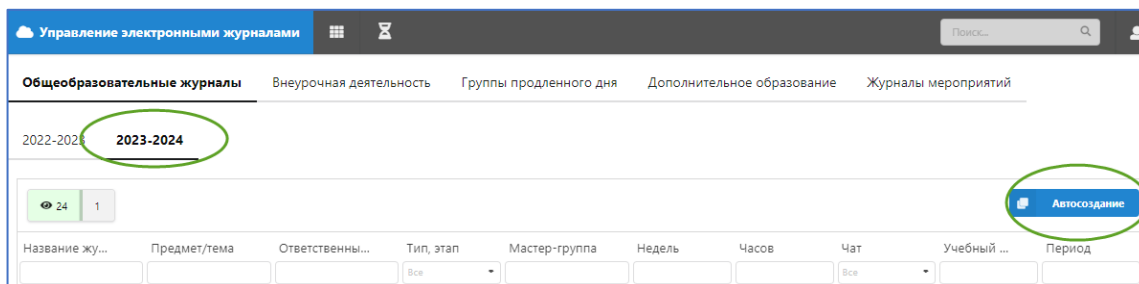 Управление электронными журналами Поиск...
Общеобразовательные журналы Внеурочная деятельность Группы продленного дня Дополнительное образование Журналы мероприятий
2022-2023 2023-2024
24 1 Автосоздание
Название жу... Предмет/тема Ответственны... Тип, этап Мастер-группа Недель Часов Чат Учебный ... Период
Все Все